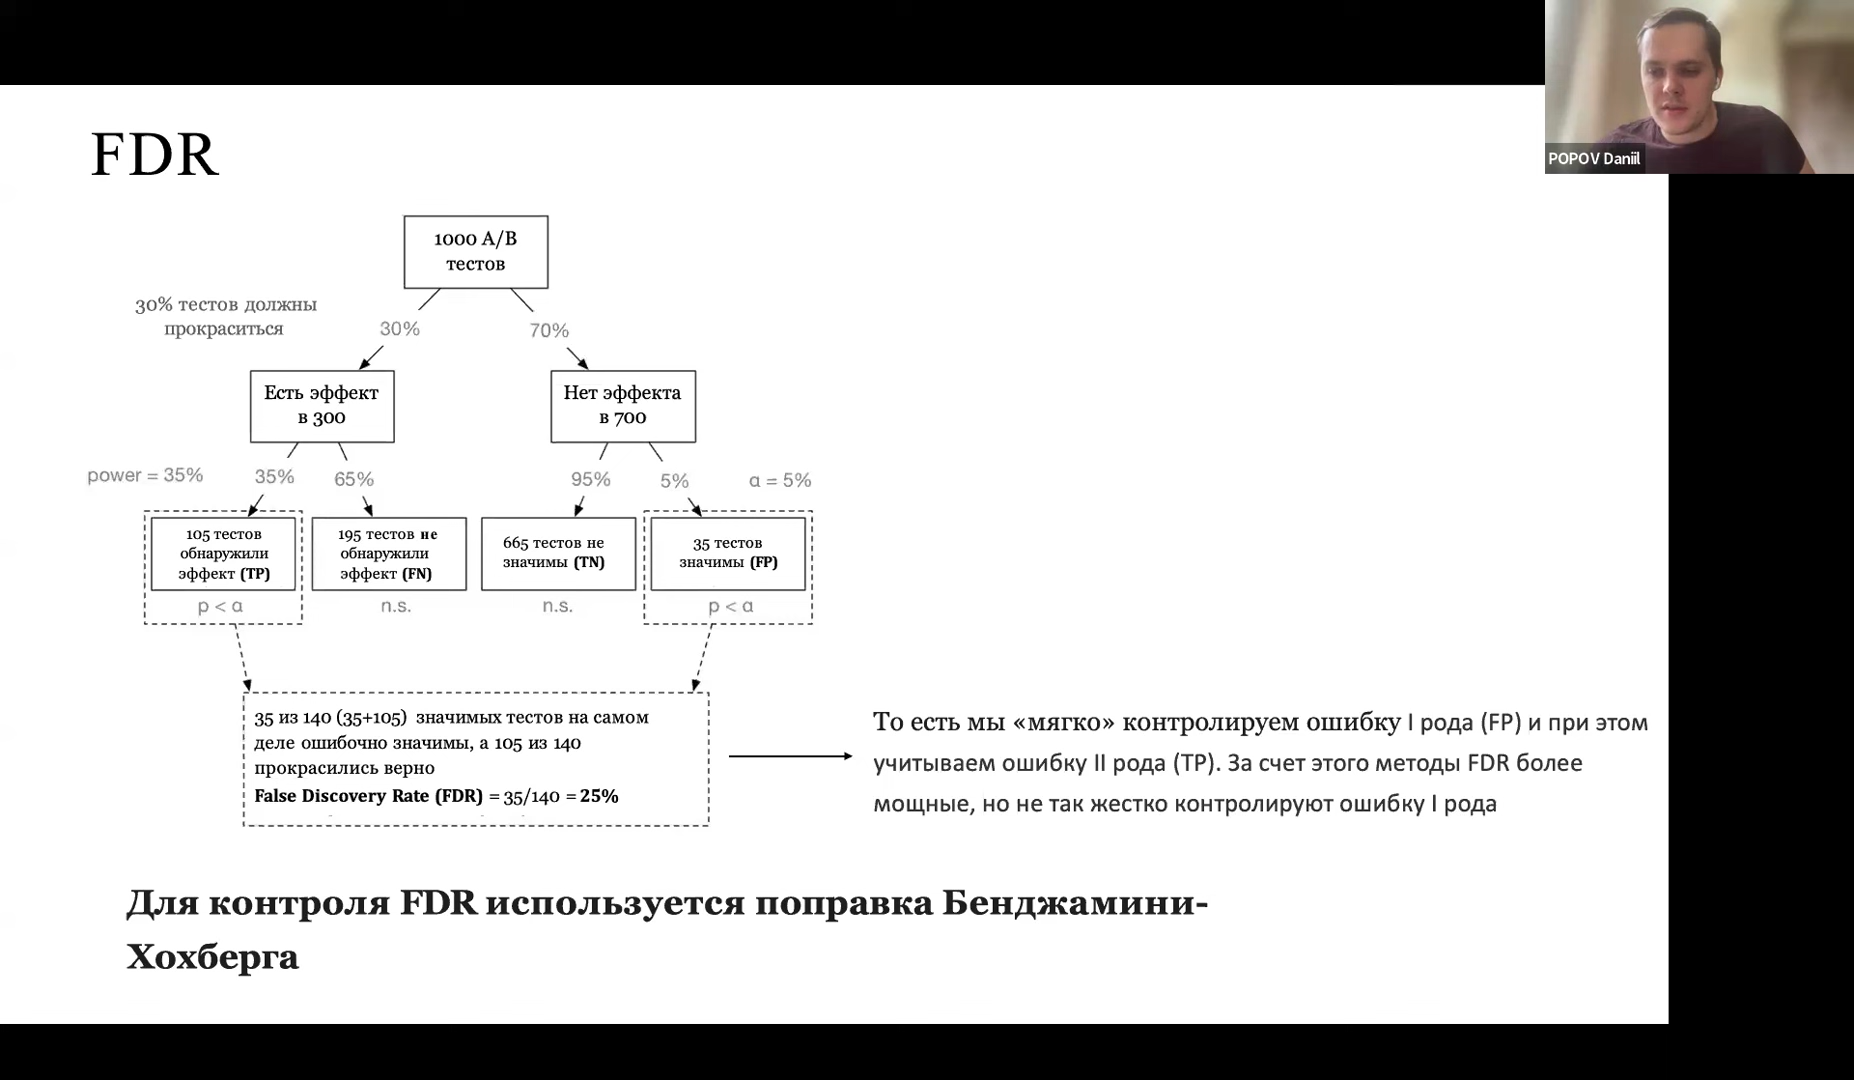 POPOV Daniil
FDR
1000 A/B
тестов
30% тестов должны
прокраситься
30%
70%
Есть эффект
в 300
Нет эффекта
в 700
power = 35%
35%
65%
95%
5%
α = 5%
105 тестов
обнаружили
эффект (TP)
195 тестов не
обнаружили
эффект (FN)
665 тестов не
значимы (TN)
35 тестов
значимы (FP)
p < α
n.s.
n.s.
p < α
35 из 140 (35+105) значимых тестов на самом
деле ошибочно значимы, а 105 из 140
прокрасились верно
False Discovery Rate (FDR) = 35/140 = 25%
То есть мы «мягко» контролируем ошибку I рода (FP) и при этом
учитываем ошибку II рода (TP). За счет этого методы FDR более
мощные, но не так жестко контролируют ошибку I рода
Для контроля FDR используется поправка Бенджамини-
Хохберга